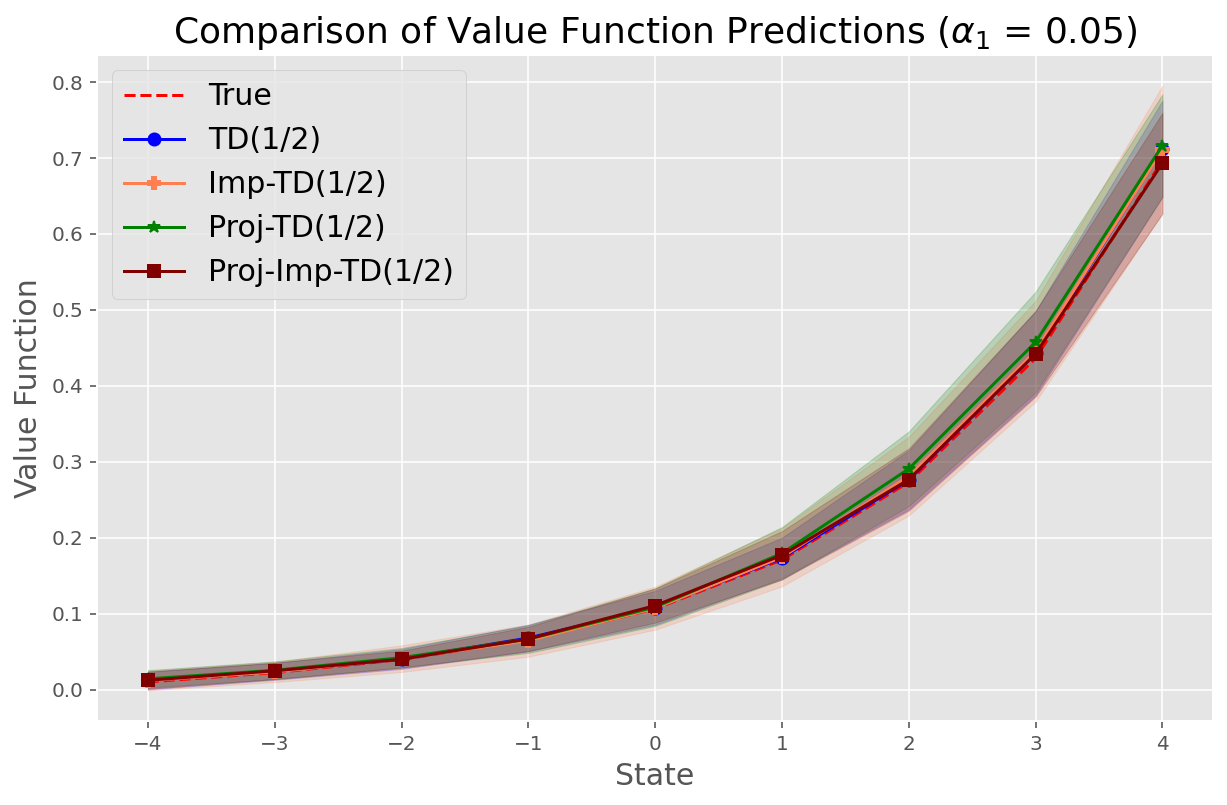 Comparison of Value Function Predictions (α₁ = 0.05)
True
TD(1/2)
Imp-TD(1/2)
Proj-TD(1/2)
Proj-Imp-TD(1/2)
Value Function
0.8
0.7
0.6
0.5
0.4
0.3
0.2
0.1
0.0
−4 −3 −2 −1 0 1 2 3 4
State